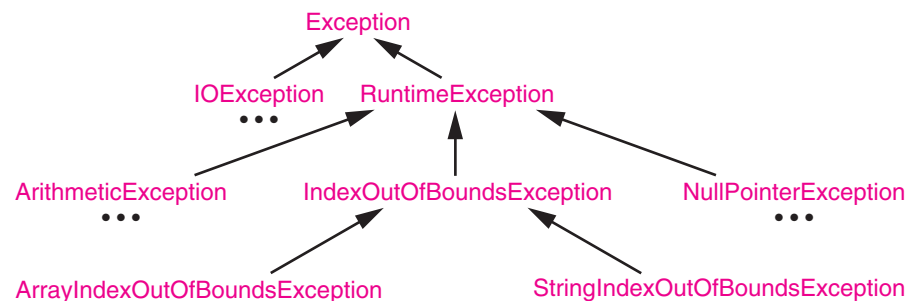 Exception
IOException RuntimeException
•••
ArithmeticException IndexOutOfBoundsException NullPointerException
••• •••
ArrayIndexOutOfBoundsException StringIndexOutOfBoundsException